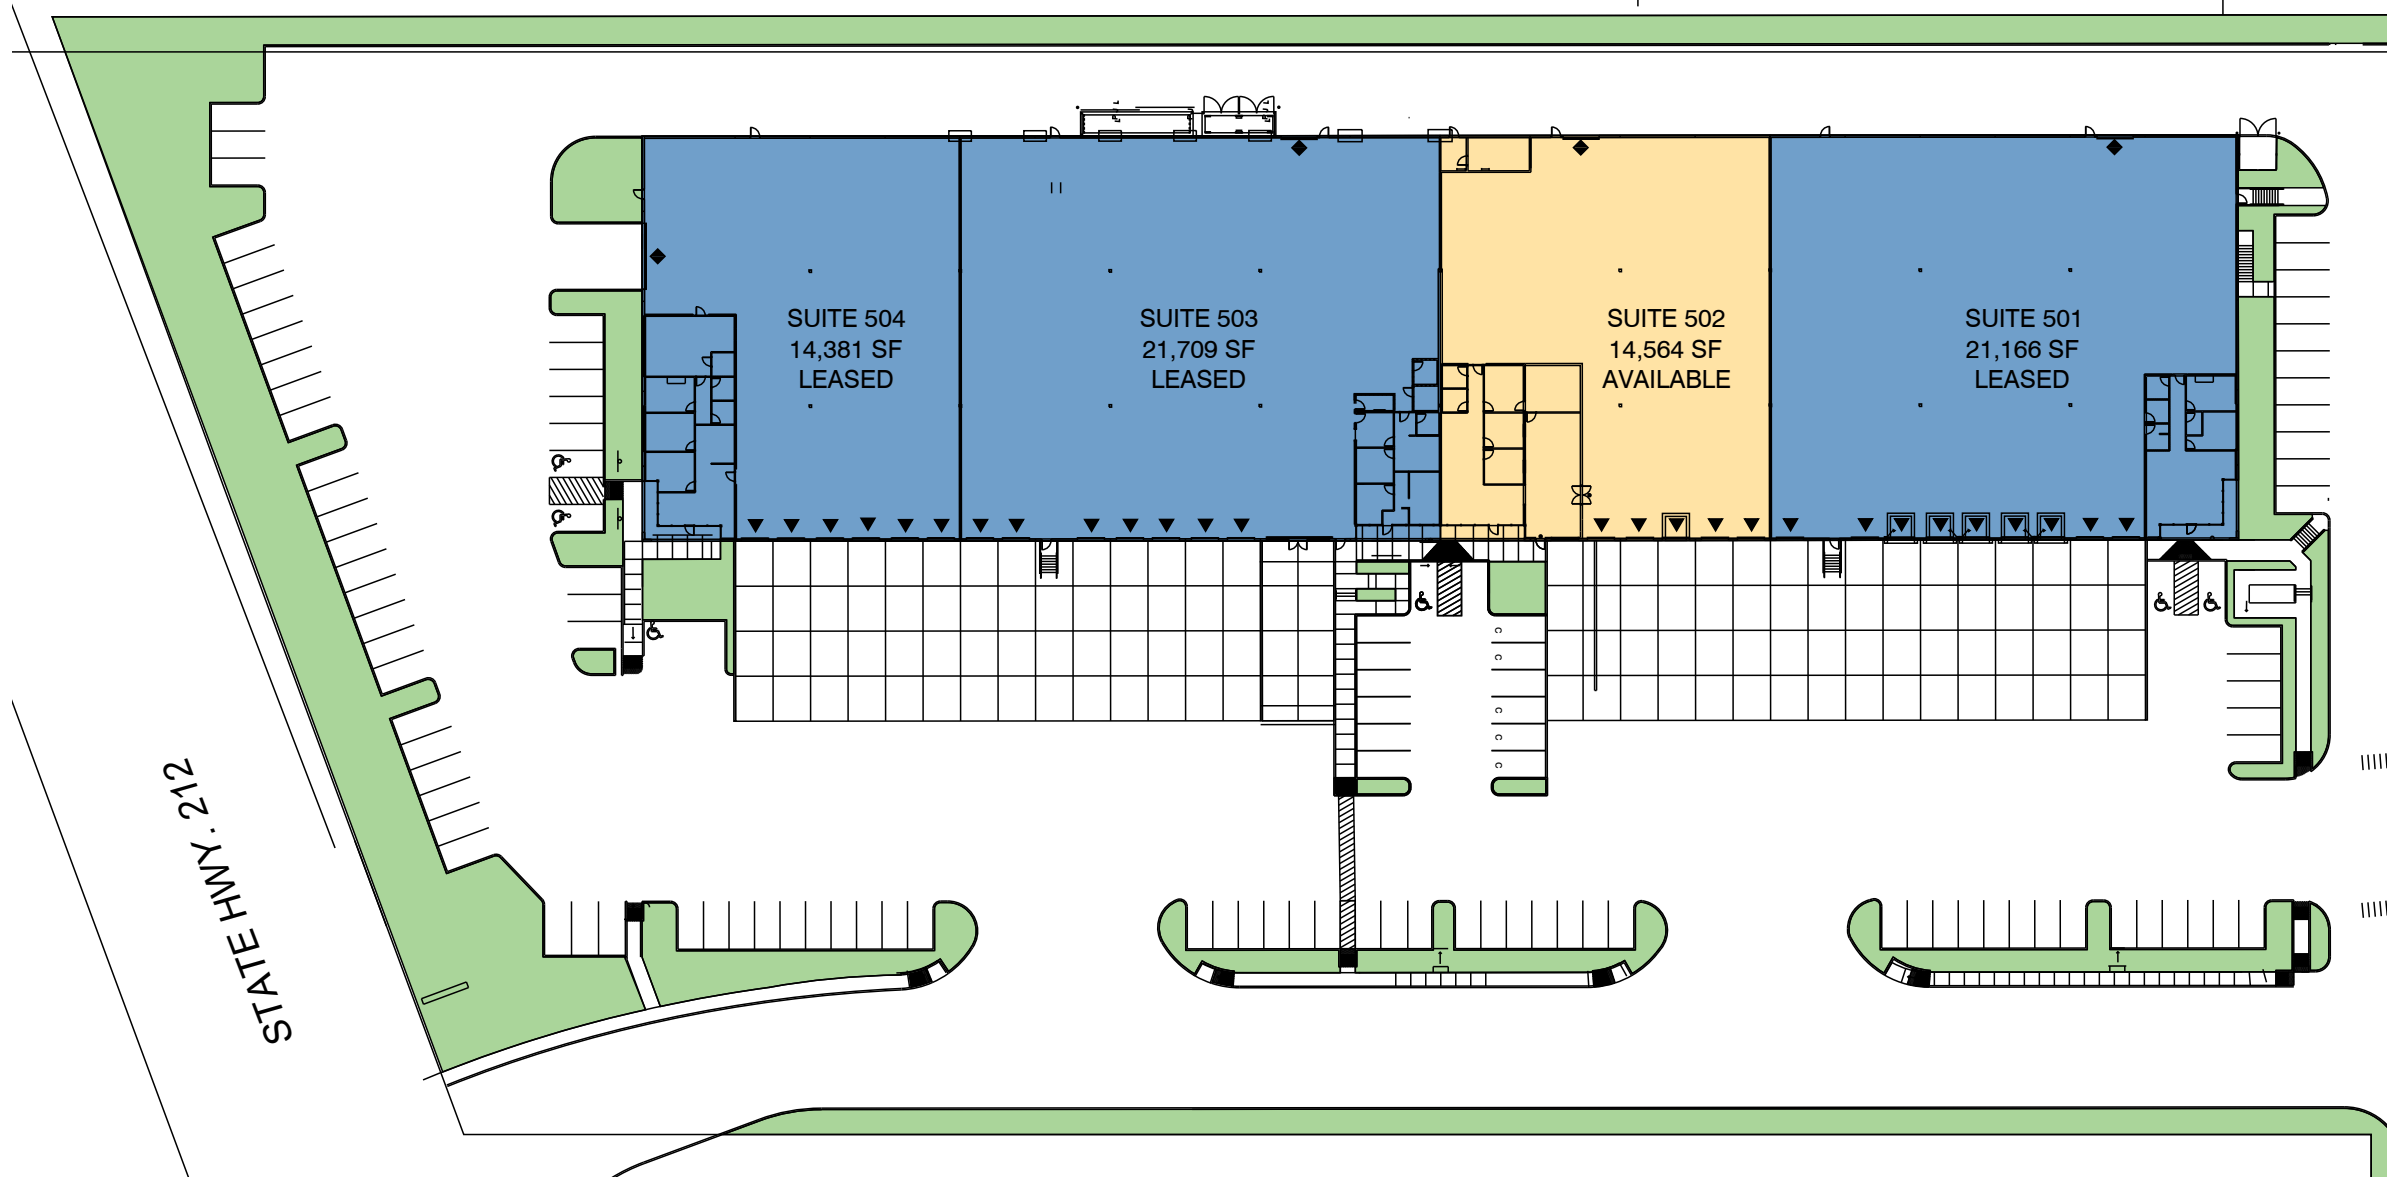 SUITE 504
14,381 SF
LEASED
SUITE 503
21,709 SF
LEASED
SUITE 502
14,564 SF
AVAILABLE
SUITE 501
21,166 SF
LEASED
C
C
C
C
C
STATE HWY. 212